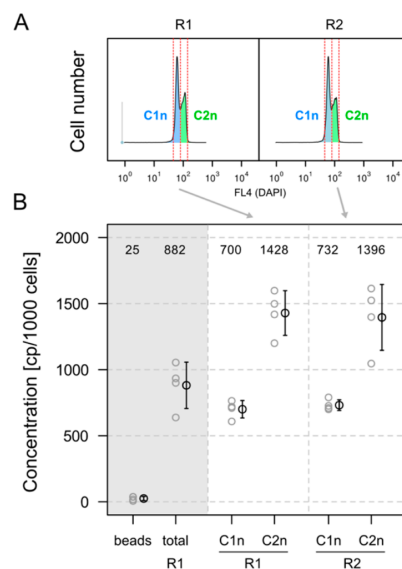 A
R1 R2
Cell number
C1n C2n C1n C2n
10⁰ 10¹ 10² 10³ 10⁴ 10⁰ 10¹ 10² 10³ 10⁴
FL4 (DAPI)
B
Concentration [cp/1000 cells]
2000
1500
1000
500
0
25 882 700 1428 732 1396
beads total C1n C2n C1n C2n
R1 R1 R2